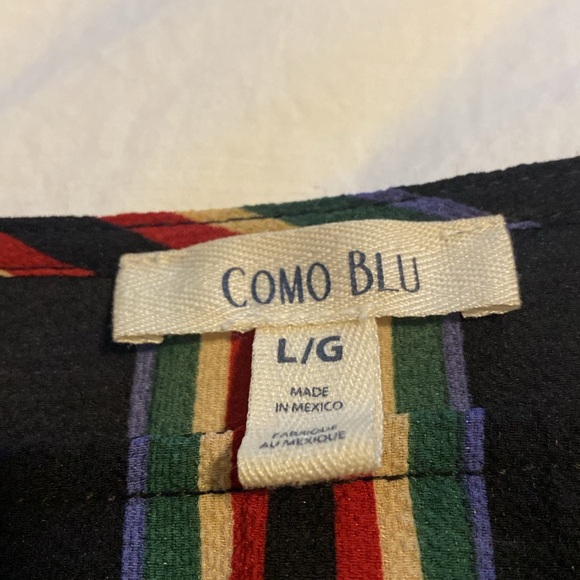 COMO BLU
L/G
MADE
IN MEXICO
FABRIQUÉ
AU MEXIQUE